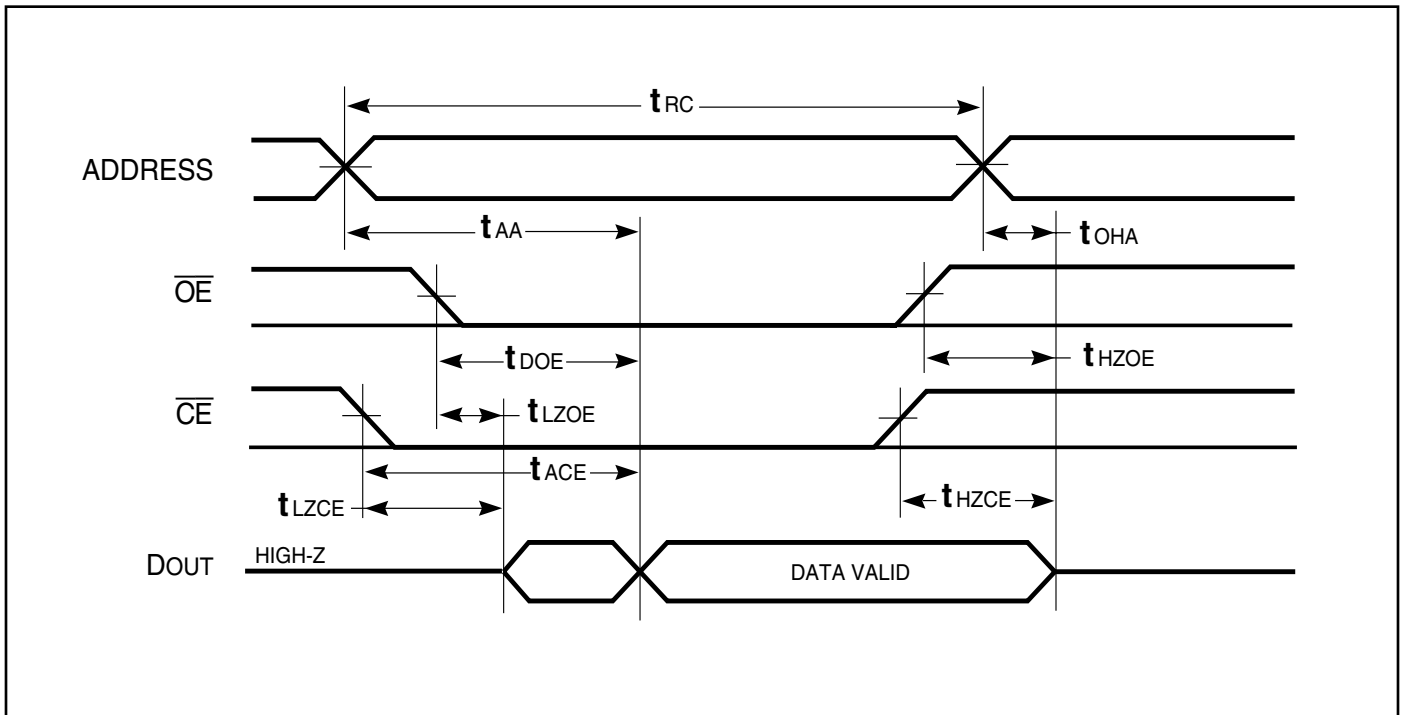 tRC
ADDRESS
tAA
tOHA
OE
tDOE
tHZOE
CE
tLZOE
tACE
tLZCE
tHZCE
DOUT
HIGH-Z
DATA VALID